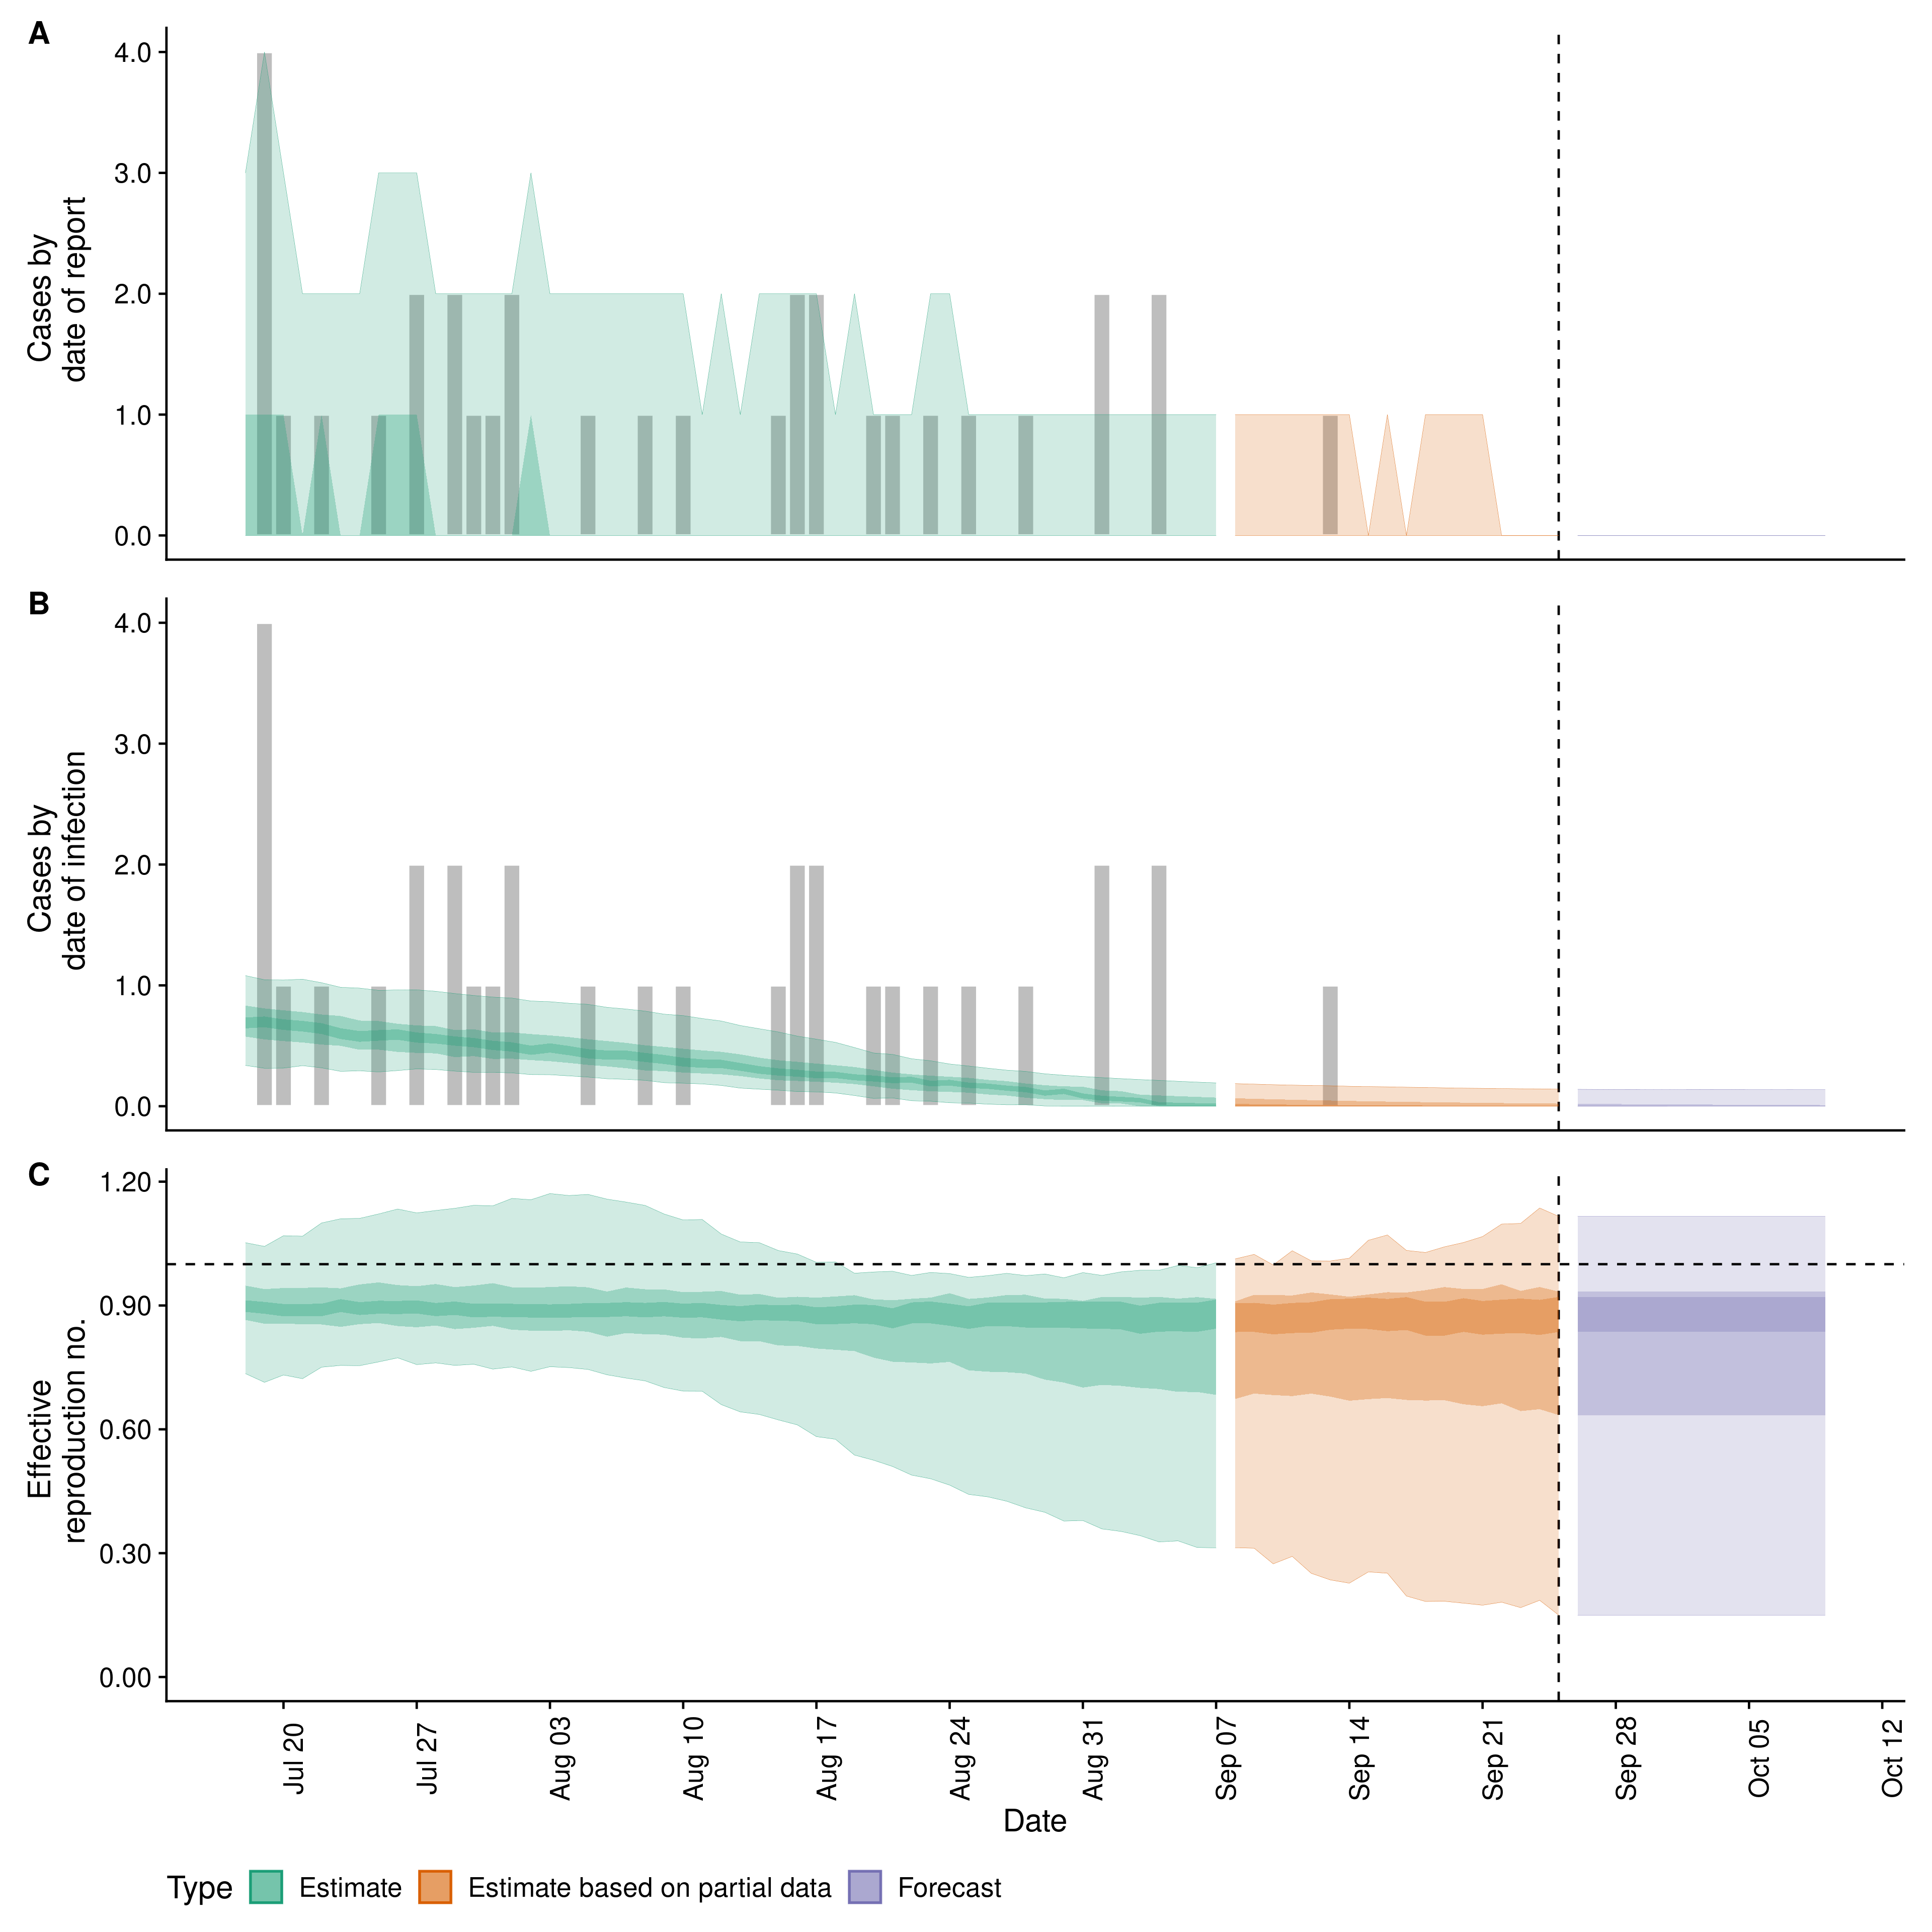 A
Cases by
date of report
4.0
3.0
2.0
1.0
0.0
B
Cases by
date of infection
4.0
3.0
2.0
1.0
0.0
C
Effective
reproduction no.
1.20
0.90
0.60
0.30
0.00
Jul 20
Jul 27
Aug 03
Aug 10
Aug 17
Aug 24
Aug 31
Sep 07
Sep 14
Sep 21
Sep 28
Oct 05
Oct 12
Date
Type Estimate Estimate based on partial data Forecast